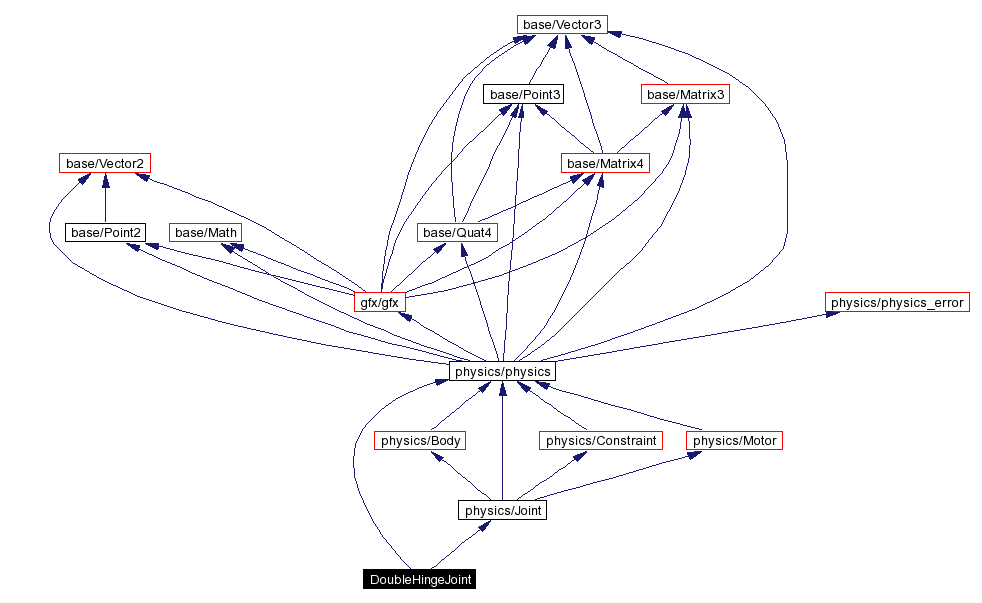 base/Vector3
base/Point3
base/Matrix3
base/Vector2
base/Matrix4
base/Point2
base/Math
base/Quat4
gfx/gfx
physics/physics_error
physics/physics
physics/Body
physics/Constraint
physics/Motor
physics/Joint
DoubleHingeJoint